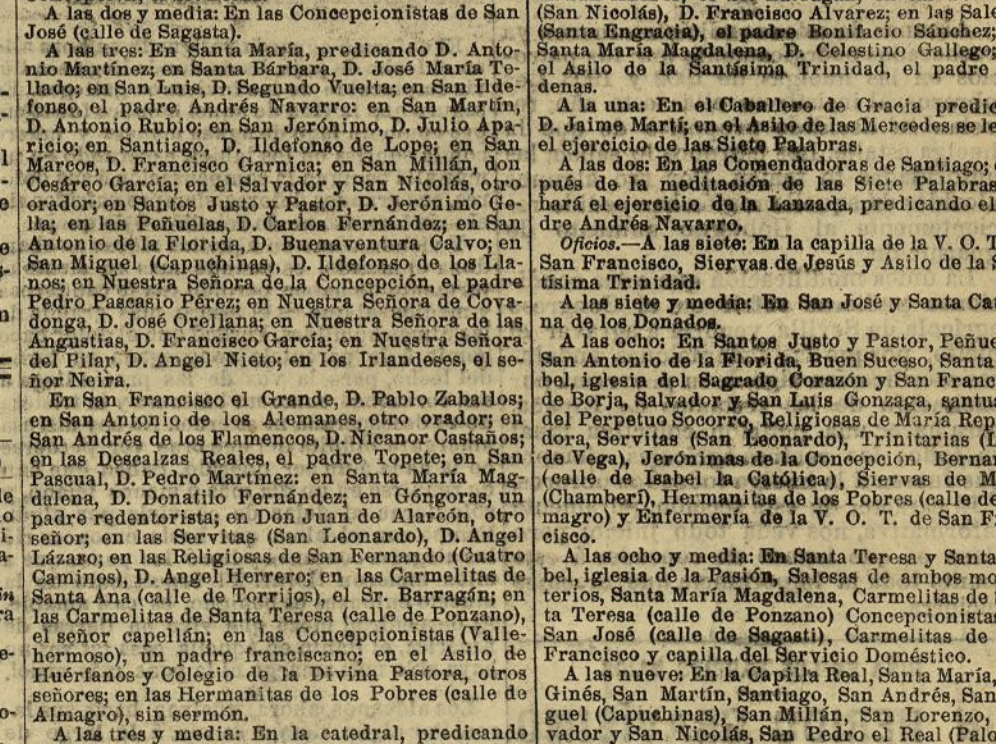 A las dos y media: En las Concepcionistas de San
José (calle de Sagasta).
A las tres: En Santa María, predicando D. Anto-
nio Martínez; en Santa Bárbara, D. José María Te-
llado; en San Luis, D. Segundo Vuelta; en San Ilde-
fonso, el padre Andrés Navarro: en San Martín,
D. Antonio Rubio; en San Jerónimo, D. Julio Apa-
ricio; en Santiago, D. Ildefonso de Lope; en San
Marcos, D. Francisco Garnica; en San Millán, don
Cesáreo García; en el Salvador y San Nicolás, otro
orador; en Santos Justo y Pastor, D. Jerónimo Ge-
lla; en las Peñuelas, D. Carlos Fernández; en San
Antonio de la Florida, D. Buenaventura Calvo; en
San Miguel (Capuchinas), D. Ildefonso de los Lla-
nos; en Nuestra Señora de la Concepción, el padre
Pedro Pascasio Pérez; en Nuestra Señora de Cova-
donga, D. José Orellana; en Nuestra Señora de las
Angustias, D. Francisco García; en Nuestra Señora
del Pilar, D. Angel Nieto; en los Irlandeses, el se-
ñor Neira.
En San Francisco el Grande, D. Pablo Zaballos;
en San Antonio de los Alemanes, otro orador; en
San Andrés de los Flamencos, D. Nicanor Castaños;
en las Descalzas Reales, el padre Topete; en San
Pascual, D. Pedro Martínez: en Santa María Mag-
dalena, D. Donatilo Fernández; en Góngoras, un
padre redentorista; en Don Juan de Alarcón, otro
señor; en las Servitas (San Leonardo), D. Angel
Lázaro; en las Religiosas de San Fernando (Cuatro
Caminos), D. Angel Herrero; en las Carmelitas de
Santa Ana (calle de Torrijos), el Sr. Barragán; en
las Carmelitas de Santa Teresa (calle de Ponzano),
el señor capellán; en las Concepcionistas (Valle-
hermoso), un padre franciscano; en el Asilo de
Huérfanos y Colegio de la Divina Pastora, otros
señores; en las Hermanitas de los Pobres (calle de
Almagro), sin sermón.
A las tres y media: En la catedral, predicando
(San Nicolás), D. Francisco Alvarez; en las Sale
(Santa Engracia), el padre Bonifacio Sánchez;
Santa María Magdalena, D. Celestino Gallego;
el Asilo de la Santísima Trinidad, el padre
denas.
A la una: En el Caballero de Gracia predic
D. Jaime Martí; en el Asilo de las Mercedes se le
el ejercicio de las Siete Palabras.
A las dos: En las Comendadoras de Santiago;
pués de la meditación de las Siete Palabras
hará el ejercicio de la Lanzada, predicando el
dre Andrés Navarro.
Oficios.—A las siete: En la capilla de la V. O. T
San Francisco, Siervas de Jesús y Asilo de la S
tísima Trinidad.
A las siete y media: En San José y Santa Cat
na de los Donados.
A las ocho: En Santos Justo y Pastor, Peñue
San Antonio de la Florida, Buen Suceso, Santa
bel, iglesia del Sagrado Corazón y San Franc
de Borja, Salvador y San Luis Gonzaga, santu
del Perpetuo Socorro, Religiosas de María Rep
dora, Servitas (San Leonardo), Trinitarias (L
de Vega), Jerónimas de la Concepción, Bernar
(calle de Isabel la Católica), Siervas de M
(Chamberí), Hermanitas de los Pobres (calle de
magro) y Enfermería de la V. O. T. de San F
cisco.
A las ocho y media: En Santa Teresa y Santa
bel, iglesia de la Pasión, Salesas de ambos mo
terios, Santa María Magdalena, Carmelitas de
ta Teresa (calle de Ponzano) Concepcionistas
San José (calle de Sagasti), Carmelitas de
Francisco y capilla del Servicio Doméstico.
A las nueve: En la Capilla Real, Santa María,
Ginés, San Martín, Santiago, San Andrés, San
guel (Capuchinas), San Millán, San Lorenzo,
vador y San Nicolás, San Pedro el Real (Palo